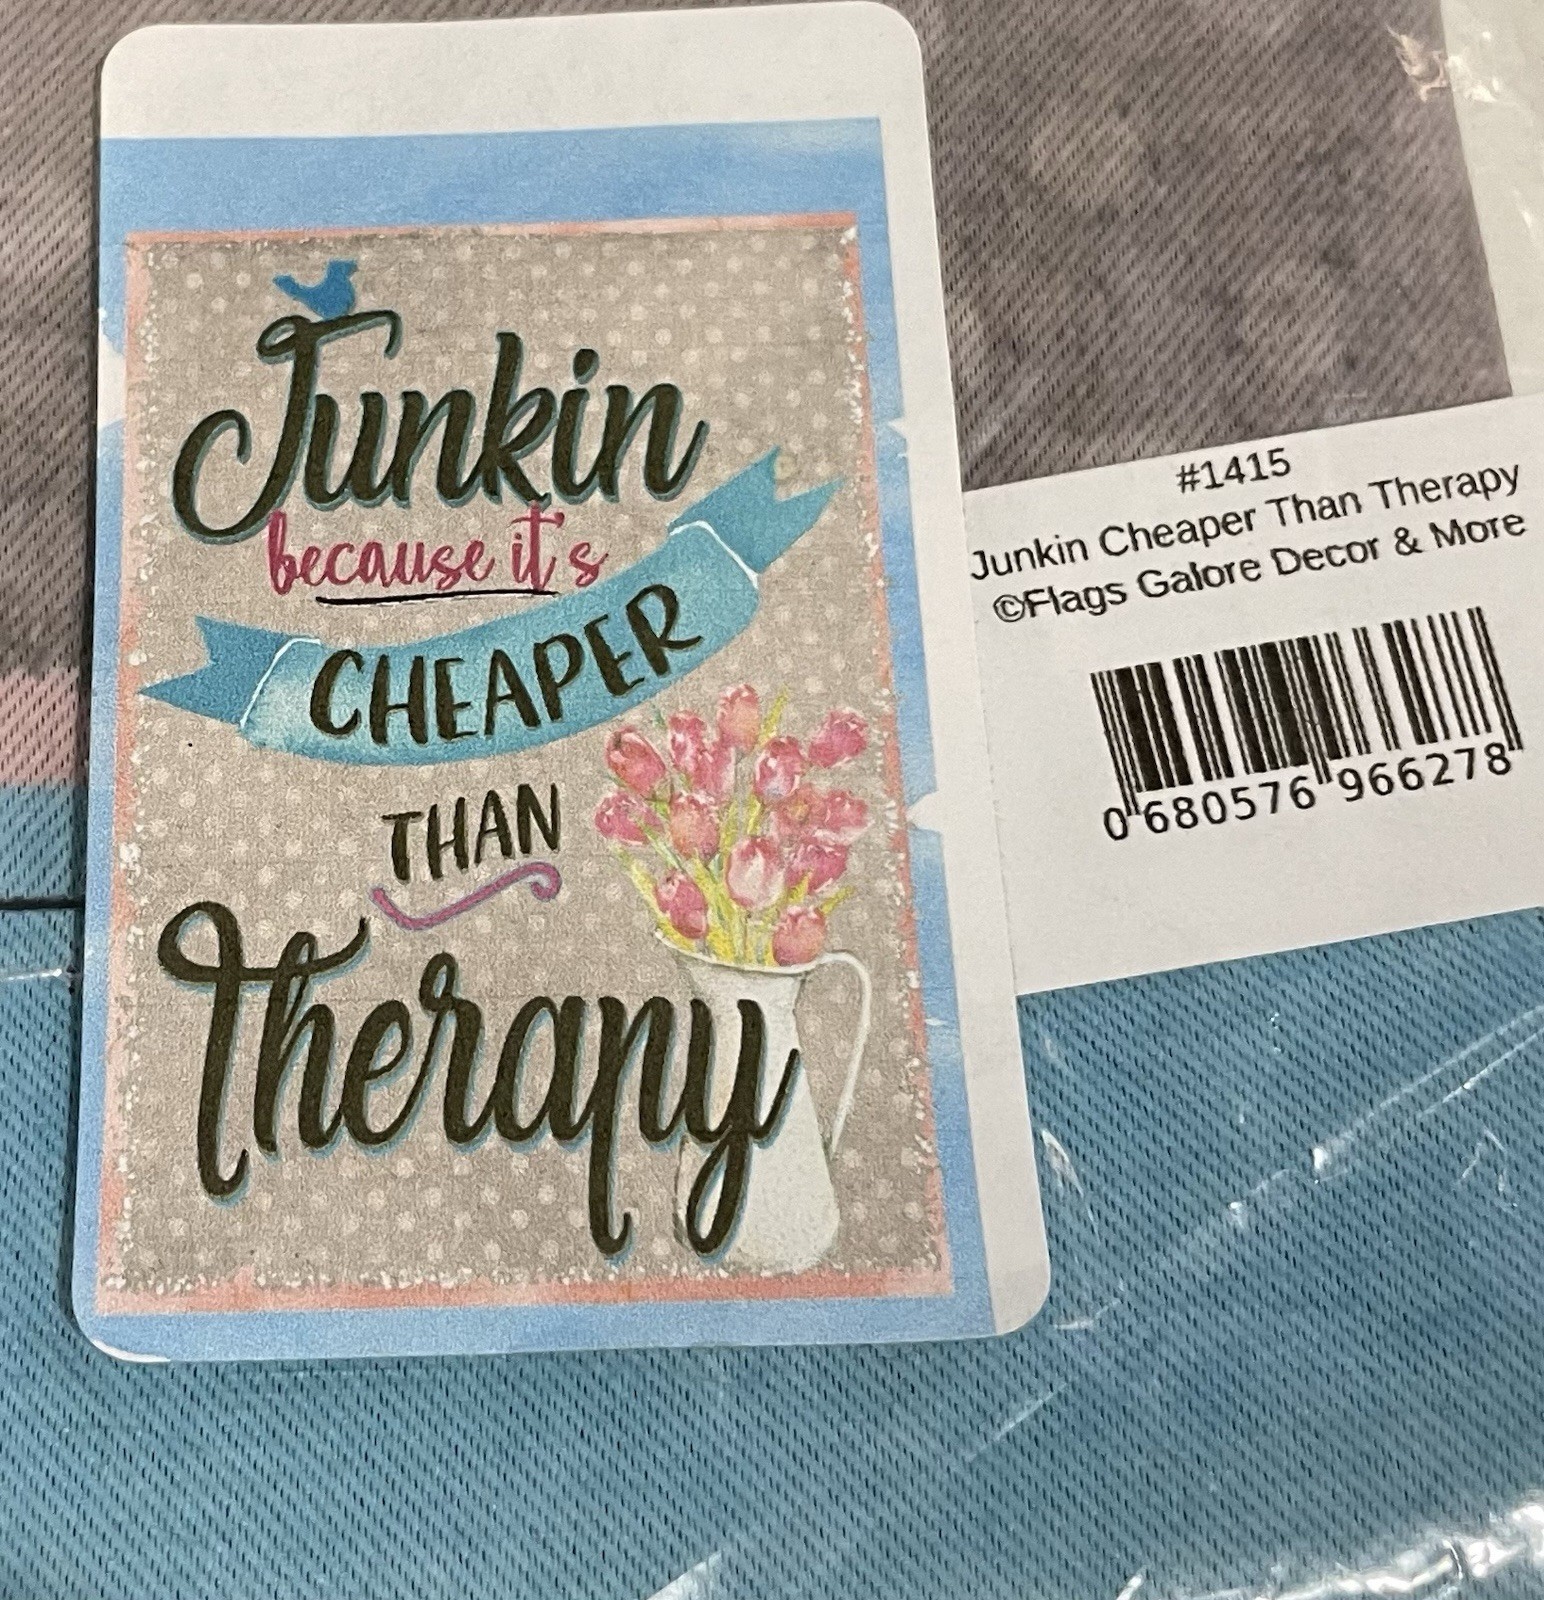 Junkin
because it's
CHEAPER
THAN
Therapy
#1415
Junkin Cheaper Than Therapy
©Flags Galore Decor & More
0 680576 966278